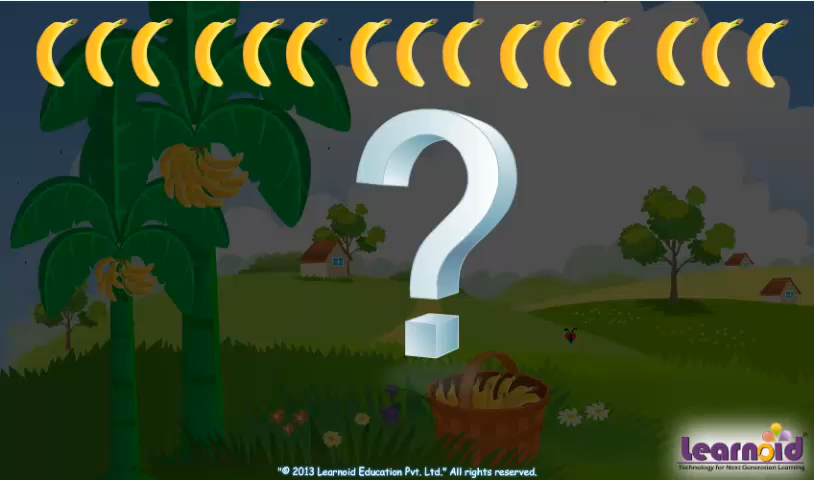 ?
Learnoid
Technology for Next Generation Learning
"© 2013 Learnoid Education Pvt. Ltd." All rights reserved.